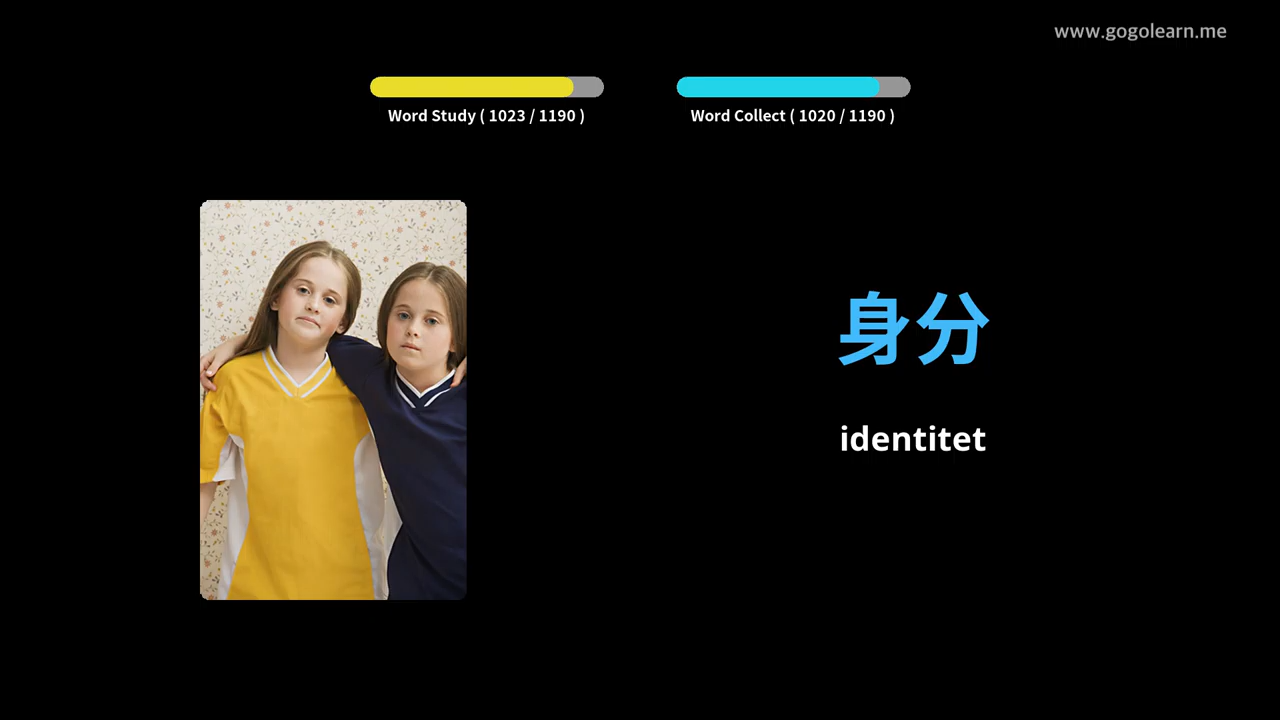 www.gogolearn.me
Word Study ( 1023 / 1190 )
Word Collect ( 1020 / 1190 )
身分
identitet